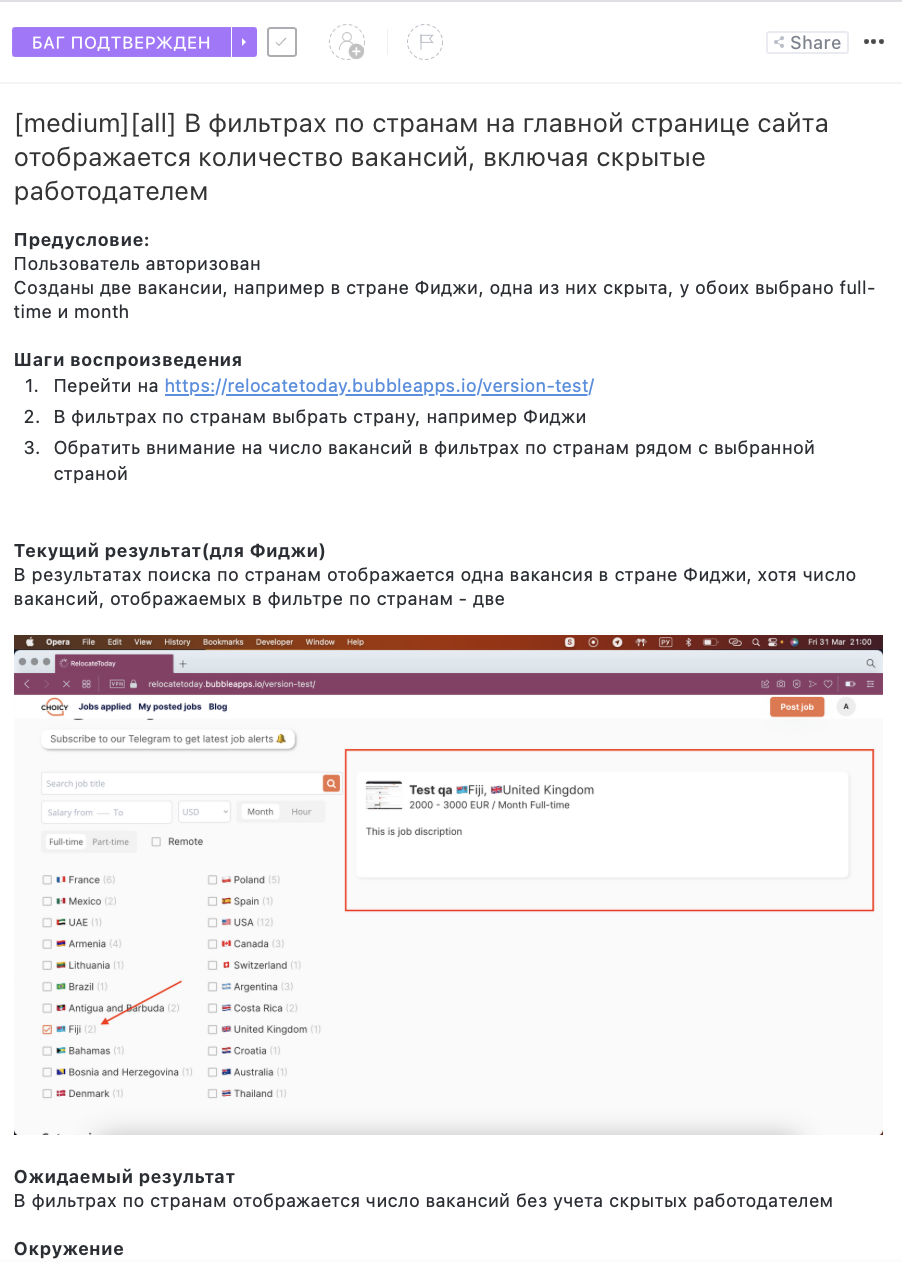 БАГ ПОДТВЕРЖДЕН
Share
[medium][all] В фильтрах по странам на главной странице сайта
отображается количество вакансий, включая скрытые
работодателем
Предусловие:
Пользователь авторизован
Созданы две вакансии, например в стране Фиджи, одна из них скрыта, у обоих выбрано full-
time и month
Шаги воспроизведения
1. Перейти на https://relocatetoday.bubbleapps.io/version-test/
2. В фильтрах по странам выбрать страну, например Фиджи
3. Обратить внимание на число вакансий в фильтрах по странам рядом с выбранной
страной
Текущий результат(для Фиджи)
В результатах поиска по странам отображается одна вакансия в стране Фиджи, хотя число
вакансий, отображаемых в фильтре по странам - две
Opera File Edit View History Bookmarks Developer Window Help S РУ Fri 31 Mar 21:00
RelocateToday
VPN relocatetoday.bubbleapps.io/version-test/
CHOICY Jobs applied My posted jobs Blog Post job A
Subscribe to our Telegram to get latest job alerts
Search job title
Salary from —— To USD Month Hour
Full-time Part-time Remote
Test qa Fiji, United Kingdom
2000 - 3000 EUR / Month Full-time
This is job discription
France (6) Poland (5)
Mexico (2) Spain (1)
UAE (1) USA (12)
Armenia (4) Canada (3)
Lithuania (1) Switzerland (1)
Brazil (1) Argentina (3)
Antigua and Barbuda (2) Costa Rica (2)
Fiji (2) United Kingdom (1)
Bahamas (1) Croatia (1)
Bosnia and Herzegovina (1) Australia (1)
Denmark (1) Thailand (1)
Ожидаемый результат
В фильтрах по странам отображается число вакансий без учета скрытых работодателем
Окружение